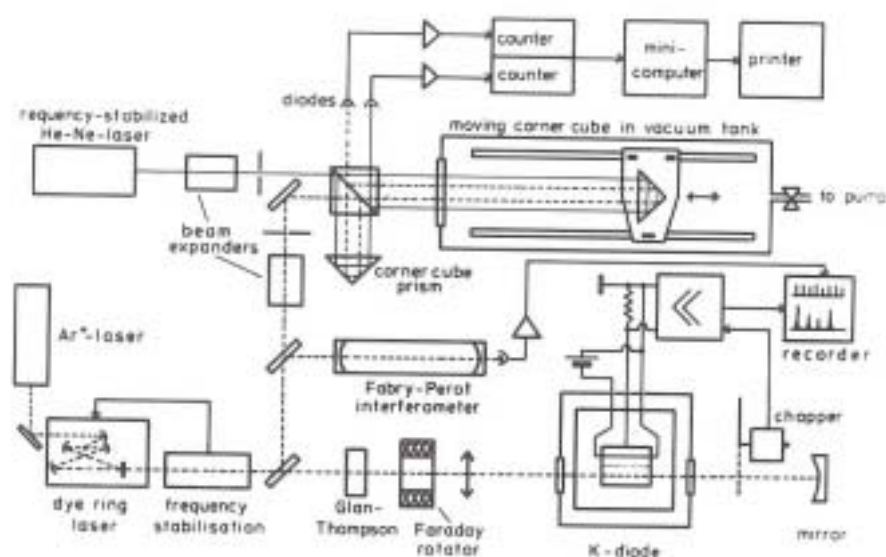 counter
counter
mini-
computer
printer
diodes
requency-stabilized
He-Ne-laser
moving corner cube in vacuum tank
to pump
beam
expanders
corner cube
prism
Ar⁺-laser
recorder
Fabry-Perot
interferometer
chopper
dye ring
laser
frequency
stabilisation
Glan-
Thompson
Faraday
rotator
K-diode
mirror